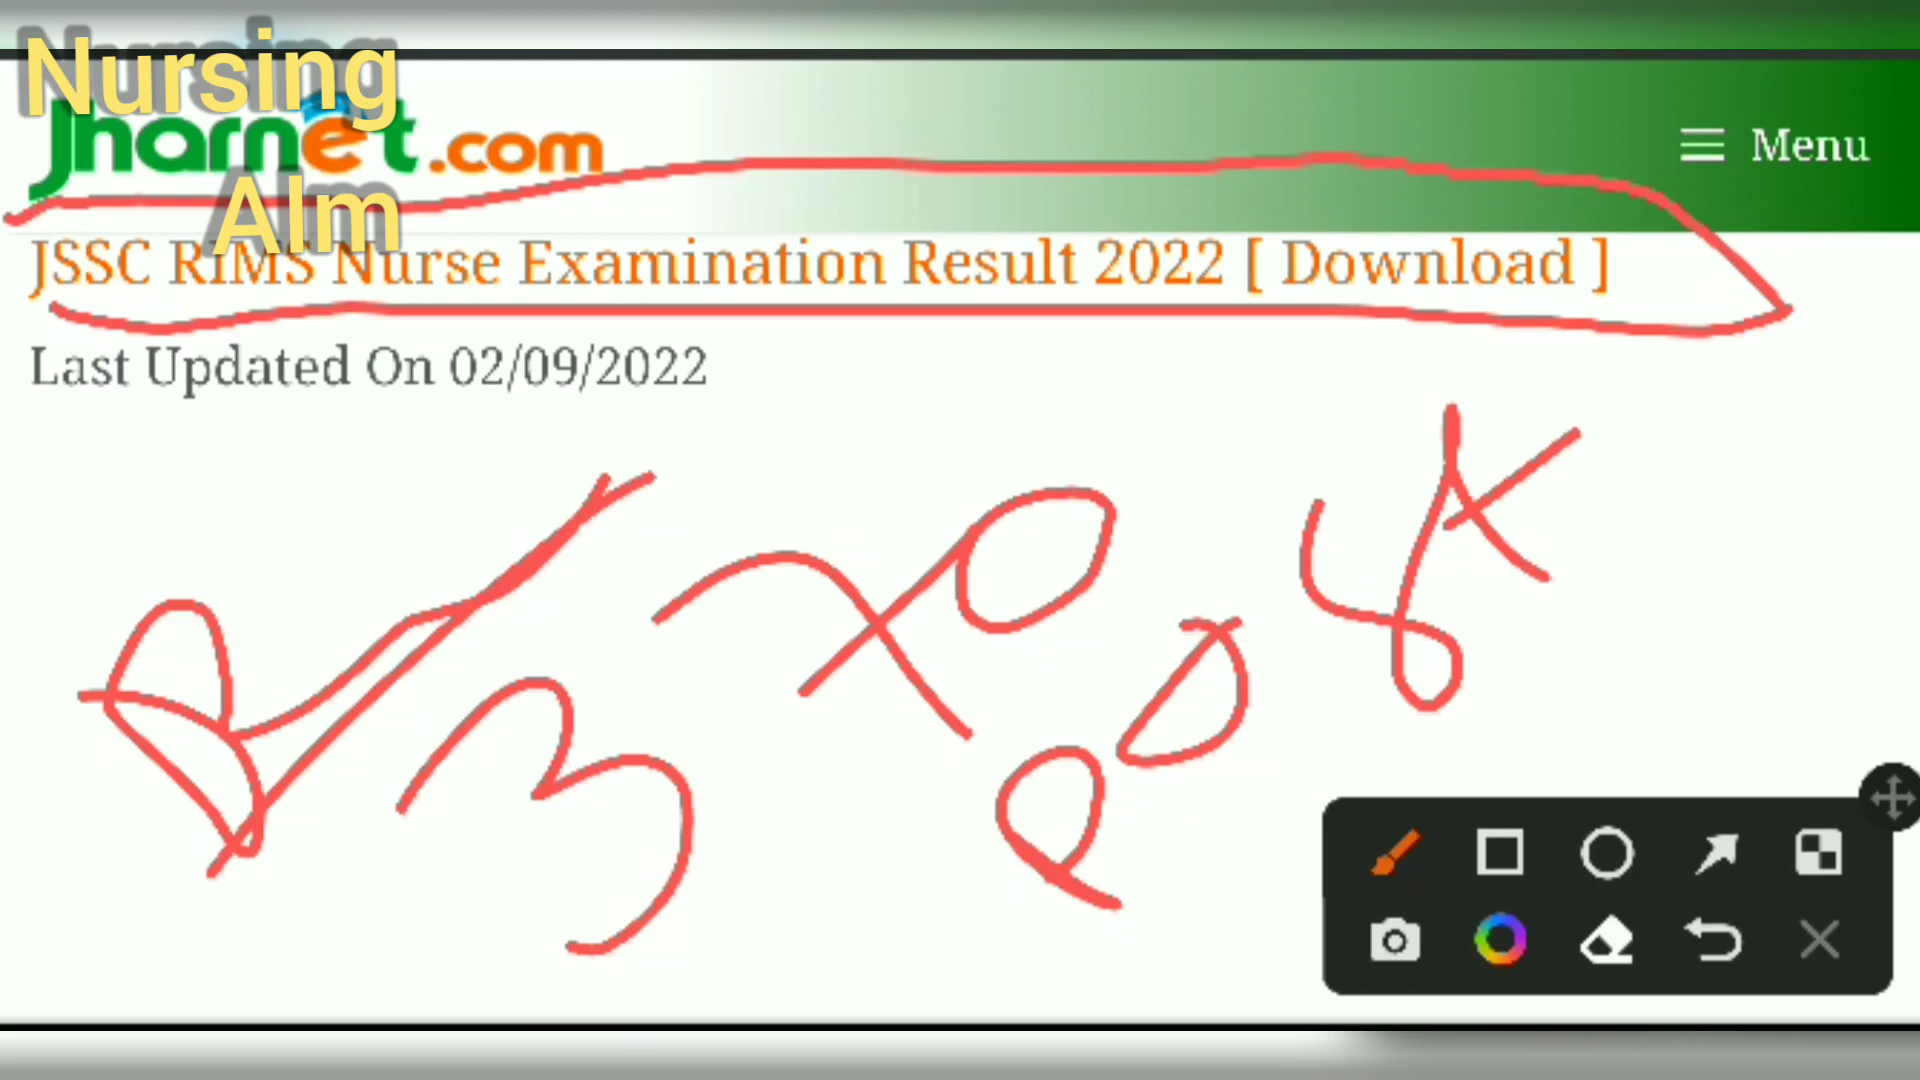 Nursing
Jharnet.com
Menu
Alm
JSSC RIMS Nurse Examination Result 2022 [ Download ]
Last Updated On 02/09/2022